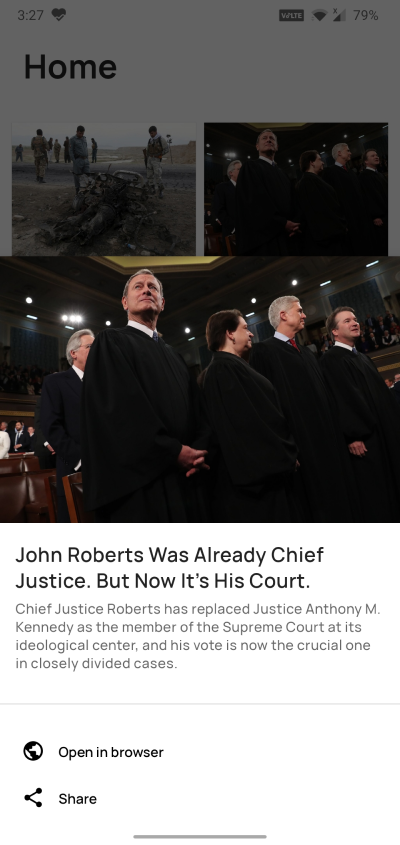 3:27
VoLTE
X
79%
Home
John Roberts Was Already Chief
Justice. But Now It's His Court.
Chief Justice Roberts has replaced Justice Anthony M.
Kennedy as the member of the Supreme Court at its
ideological center, and his vote is now the crucial one
in closely divided cases.
Open in browser
Share